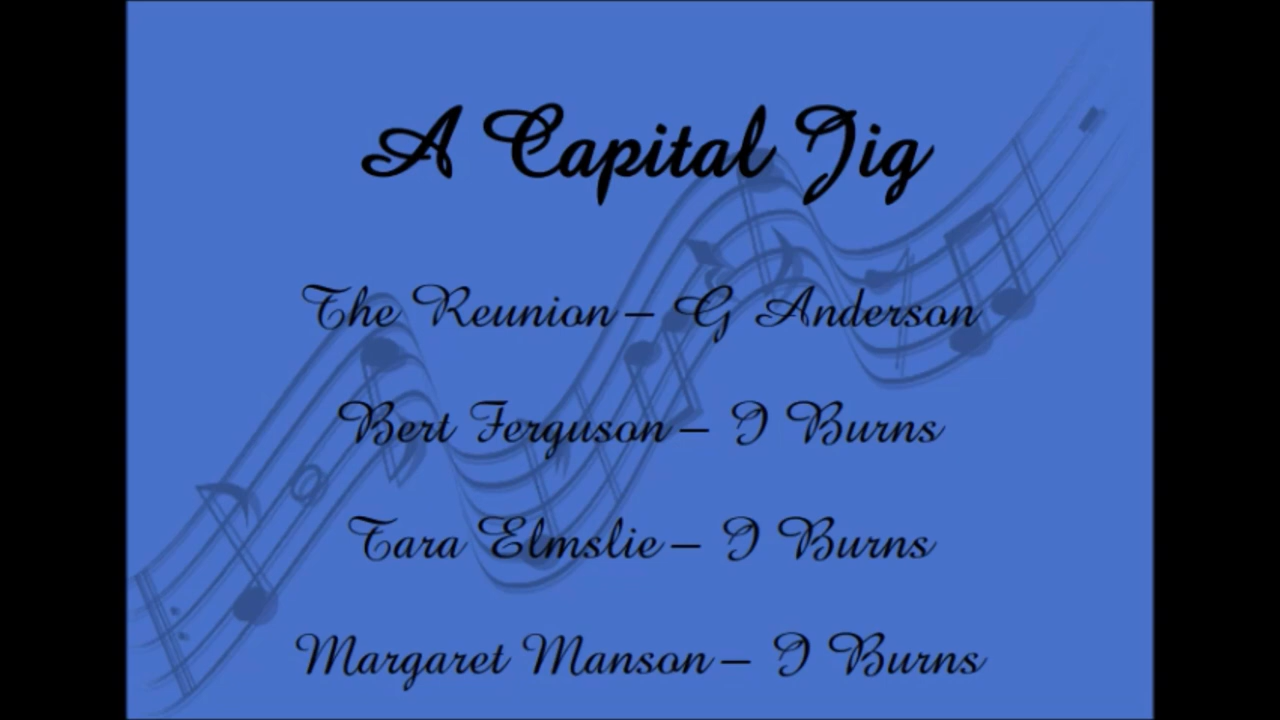 A Capital Jig
The Reunion – G Anderson
Bert Ferguson – I Burns
Tara Elmslie – I Burns
Margaret Manson – I Burns